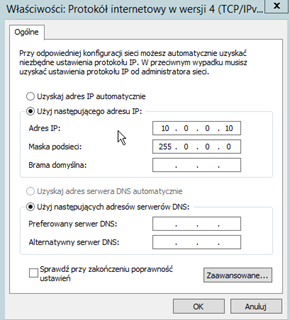 Właściwości: Protokół internetowy w wersji 4 (TCP/IPv...
x
Ogólne
Przy odpowiedniej konfiguracji sieci możesz automatycznie uzyskać
niezbędne ustawienia protokołu IP. W przeciwnym wypadku musisz
uzyskać ustawienia protokołu IP od administratora sieci.
Uzyskaj adres IP automatycznie
Użyj następującego adresu IP:
Adres IP: 10 . 0 . 0 . 10
Maska podsieci: 255 . 0 . 0 . 0
Brama domyślna: . . .
Uzyskaj adres serwera DNS automatycznie
Użyj następujących adresów serwerów DNS:
Preferowany serwer DNS: . . .
Alternatywny serwer DNS: . . .
Sprawdź przy zakończeniu poprawność
ustawień
Zaawansowane...
OK Anuluj